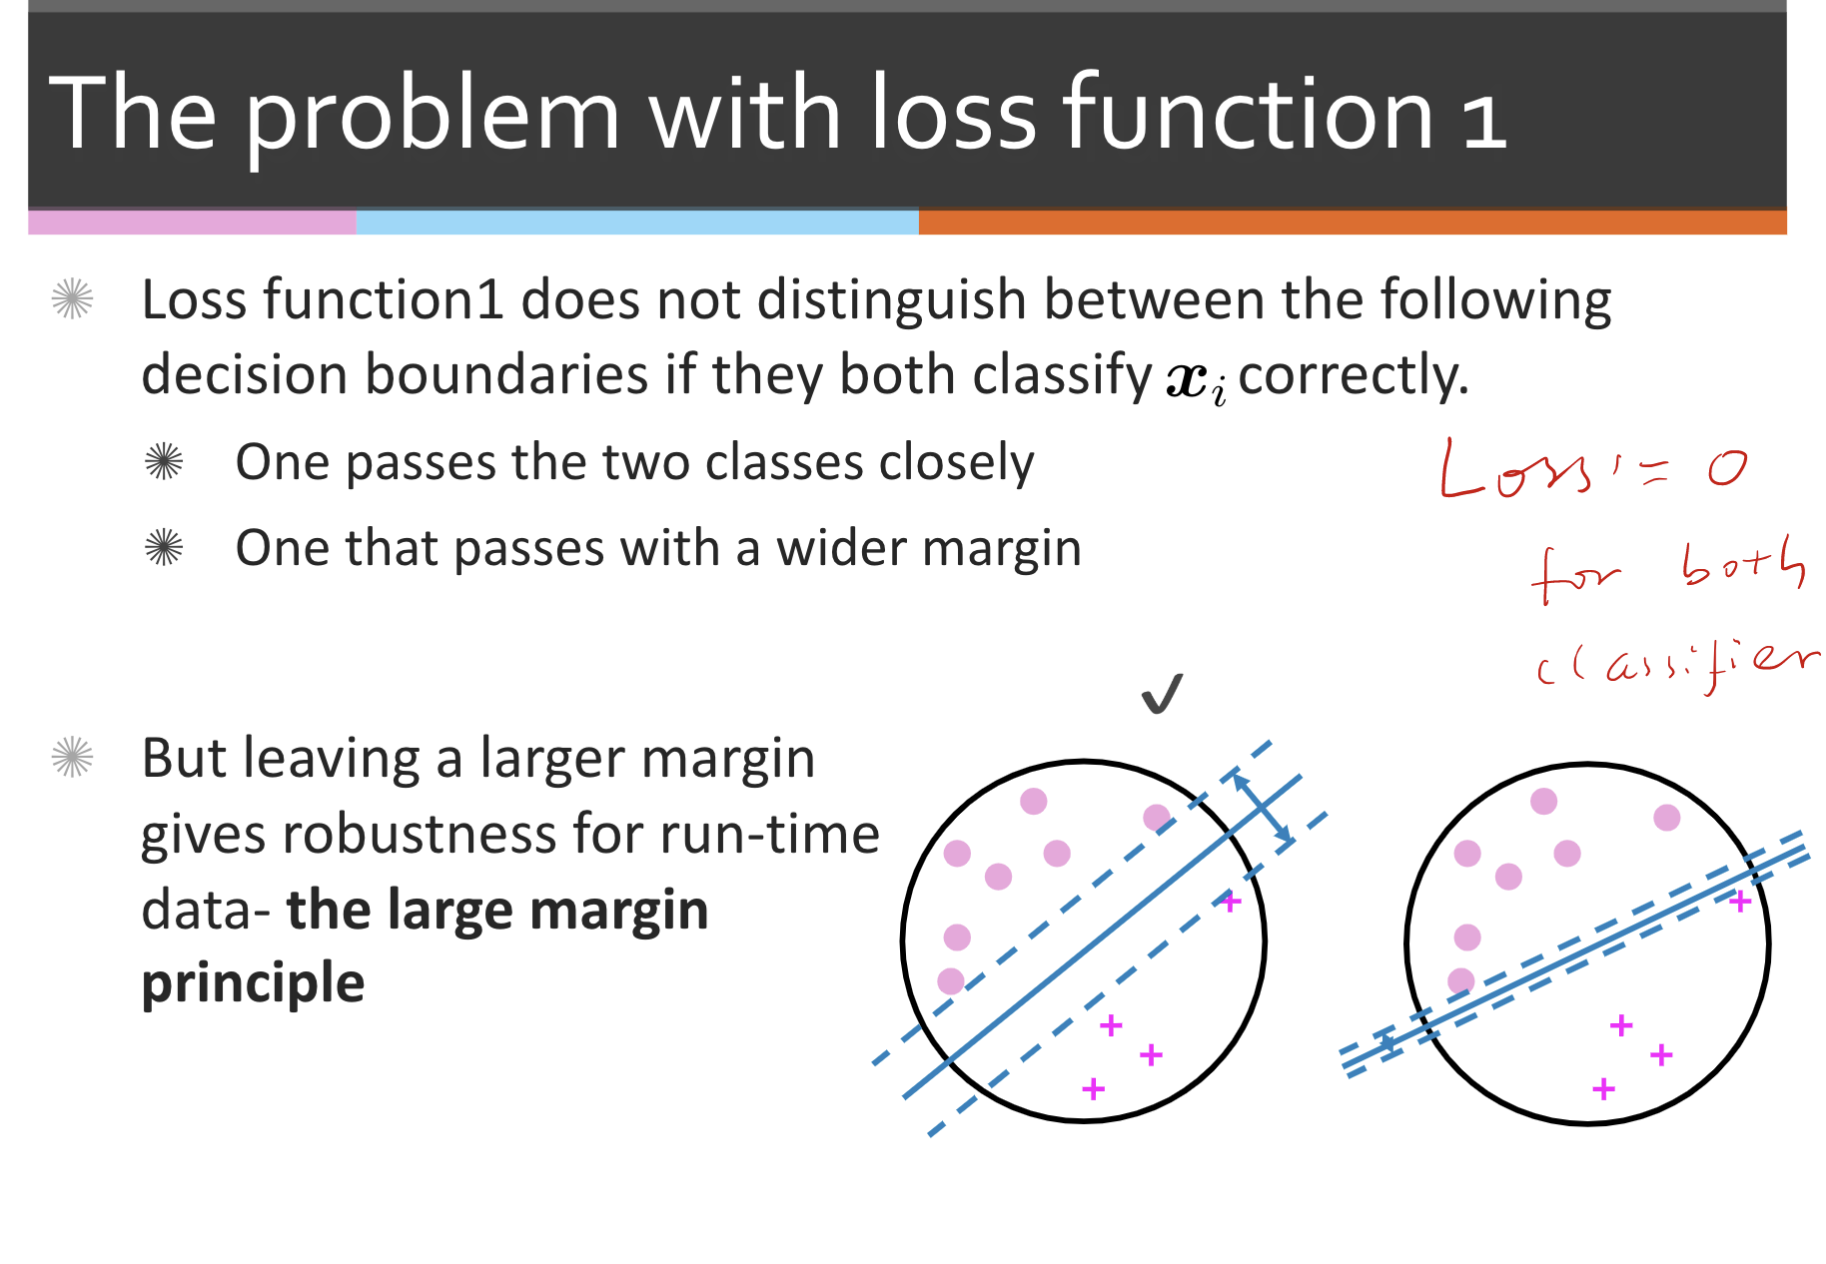 The problem with loss function 1
Loss function1 does not distinguish between the following
decision boundaries if they both classify 𝒙ᵢ correctly.
One passes the two classes closely
One that passes with a wider margin
Loss' = 0
for both
classifier
But leaving a larger margin
gives robustness for run-time
data- the large margin
principle